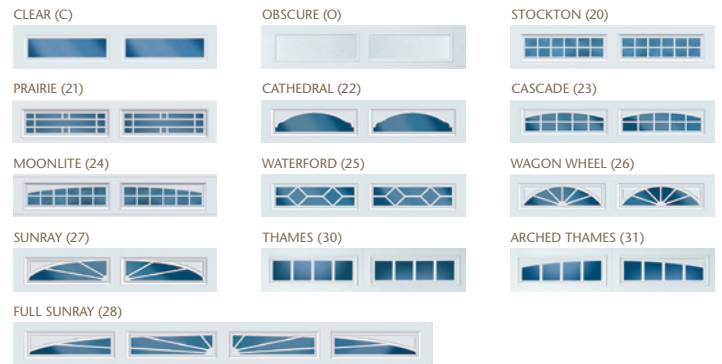 CLEAR (C)
OBSCURE (O)
STOCKTON (20)
PRAIRIE (21)
CATHEDRAL (22)
CASCADE (23)
MOONLITE (24)
WATERFORD (25)
WAGON WHEEL (26)
SUNRAY (27)
THAMES (30)
ARCHED THAMES (31)
FULL SUNRAY (28)